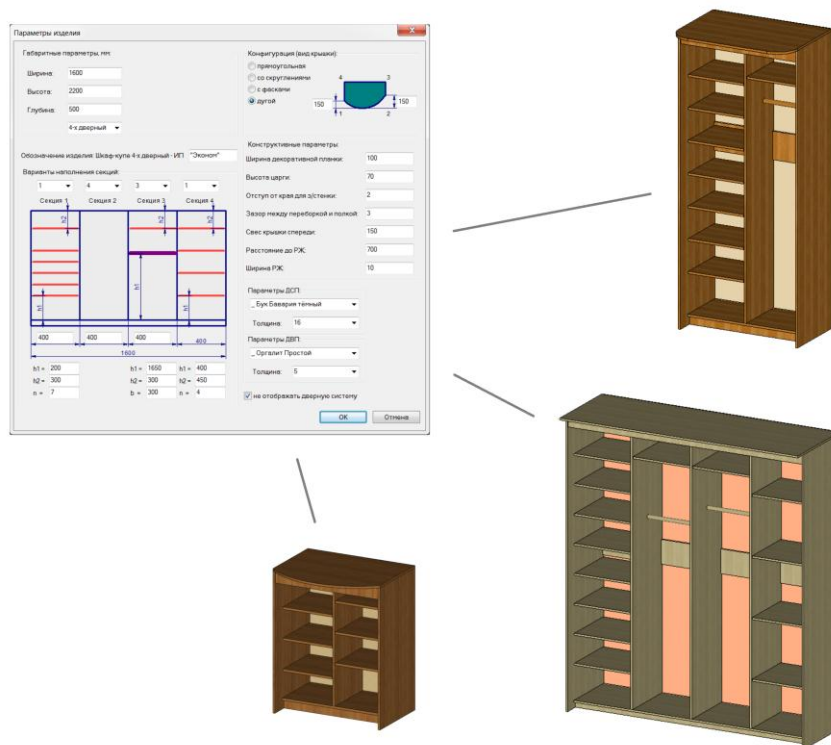 Параметры изделия
Габаритные параметры, мм:
Ширина: 1600
Высота: 2200
Глубина: 500
4-х дверный
Конфигурация (вид крышки):
прямоугольная
со скруглениями
с фасками
дугой
4 3
150 150
1 2
Обозначение изделия: Шкаф-купе 4-х дверный - ИП "Эконом"
Варианты наполнения секций:
1 4 3 1
Секция 1 Секция 2 Секция 3 Секция 4
h2 h2 h2
h1 h1 h1
400 400 400 400
1600
h1 = 200 h1 = 1650 h1 = 400
h2 = 300 h2 = 300 h2 = 450
n = 7 b = 300 n = 4
Конструктивные параметры
Ширина декоративной планки: 100
Высота царги: 70
Отступ от края для з/стенки: 2
Зазор между переборкой и полкой: 3
Свес крышки спереди: 150
Расстояние до РЖ: 700
Ширина РЖ: 10
Параметры ДСП:
_ Бук Бавария тёмный
Толщина: 16
Параметры ДВП:
_ Оргалит Простой
Толщина: 5
не отображать дверную систему
OK Отмена